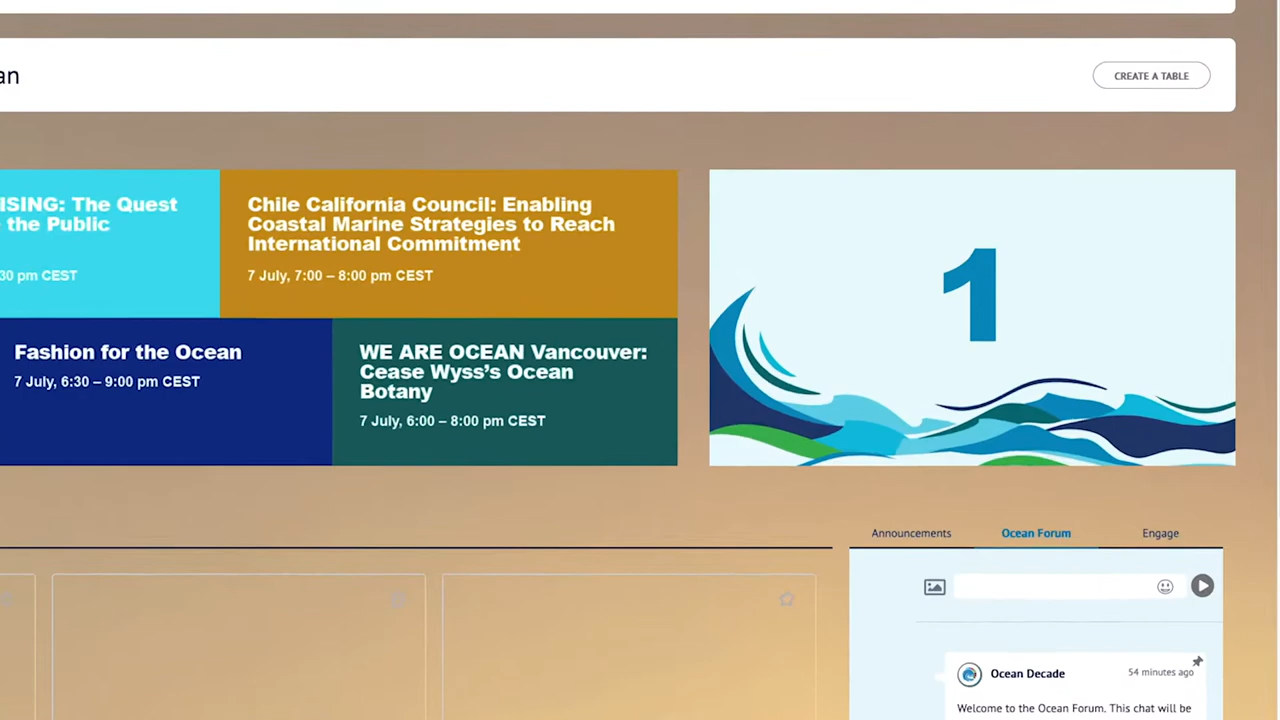 an
CREATE A TABLE
ISING: The Quest
the Public
30 pm CEST
Chile California Council: Enabling
Coastal Marine Strategies to Reach
International Commitment
7 July, 7:00 – 8:00 pm CEST
1
Fashion for the Ocean
7 July, 6:30 – 9:00 pm CEST
WE ARE OCEAN Vancouver:
Cease Wyss’s Ocean
Botany
7 July, 6:00 – 8:00 pm CEST
Announcements
Ocean Forum
Engage
Ocean Decade
54 minutes ago
Welcome to the Ocean Forum. This chat will be